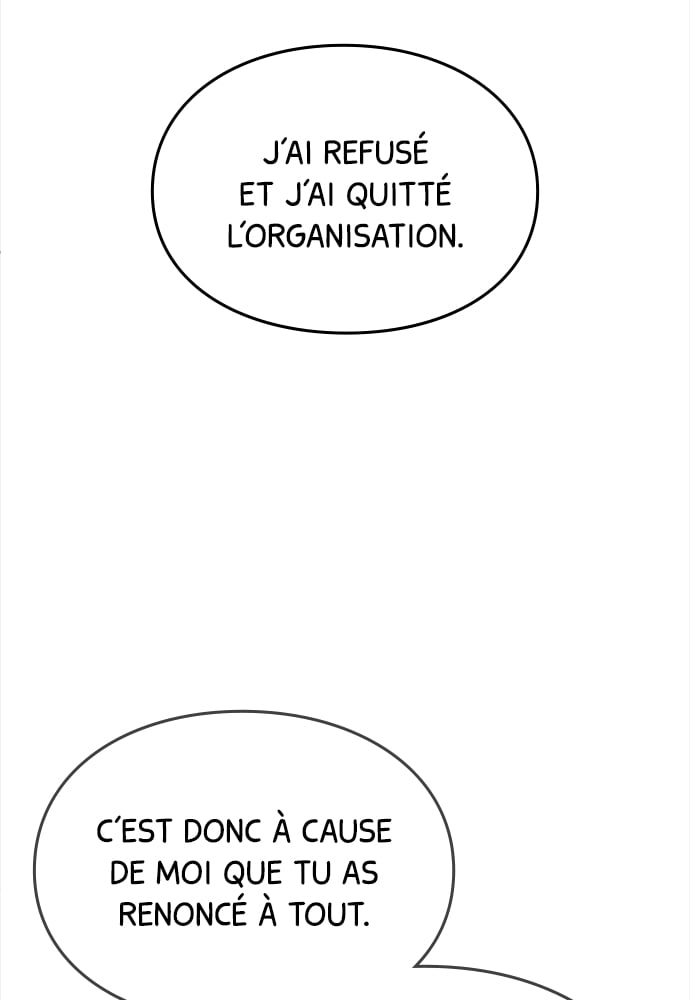 J'AI REFUSÉ
ET J'AI QUITTÉ
L'ORGANISATION.
C'EST DONC À CAUSE
DE MOI QUE TU AS
RENONCÉ À TOUT.